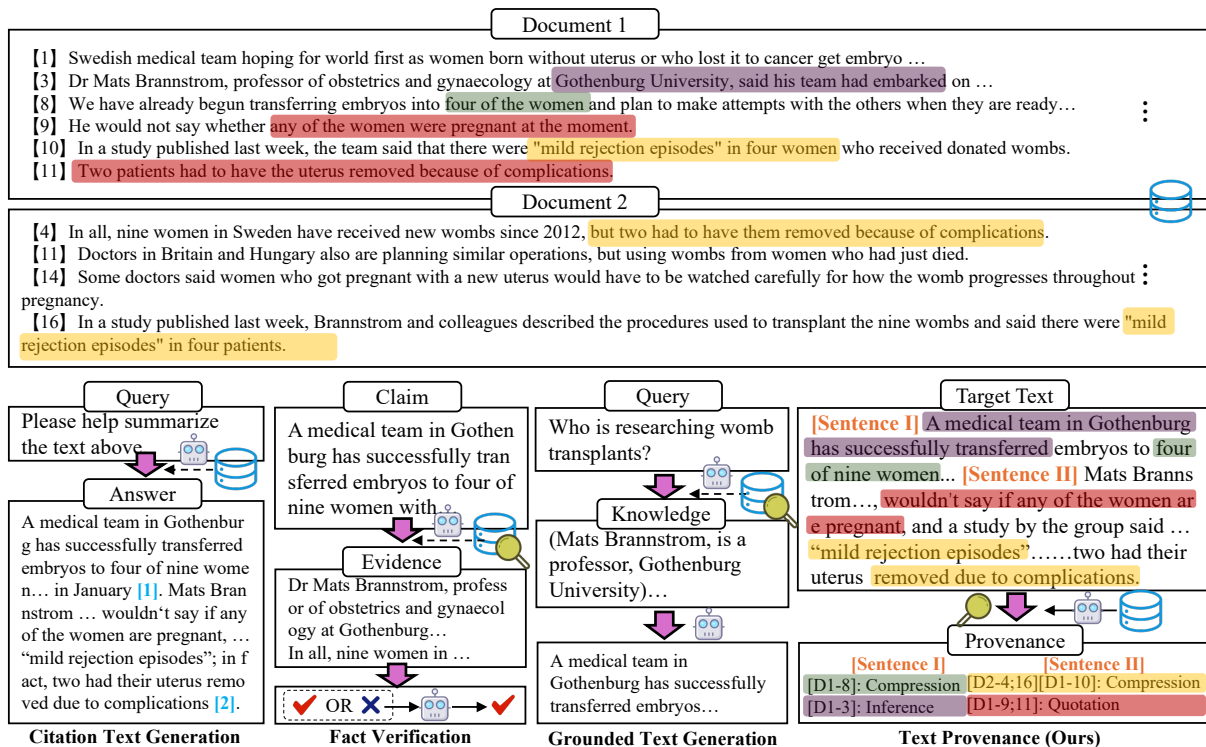 Document 1
【1】Swedish medical team hoping for world first as women born without uterus or who lost it to cancer get embryo …
【3】Dr Mats Brannstrom, professor of obstetrics and gynaecology at Gothenburg University, said his team had embarked on …
【8】We have already begun transferring embryos into four of the women and plan to make attempts with the others when they are ready…
【9】He would not say whether any of the women were pregnant at the moment.
【10】In a study published last week, the team said that there were "mild rejection episodes" in four women who received donated wombs.
【11】Two patients had to have the uterus removed because of complications.
Document 2
【4】In all, nine women in Sweden have received new wombs since 2012, but two had to have them removed because of complications.
【11】Doctors in Britain and Hungary also are planning similar operations, but using wombs from women who had just died.
【14】Some doctors said women who got pregnant with a new uterus would have to be watched carefully for how the womb progresses throughout
pregnancy.
【16】In a study published last week, Brannstrom and colleagues described the procedures used to transplant the nine wombs and said there were "mild
rejection episodes" in four patients.
Query
Please help summarize
the text above
Answer
A medical team in Gothenbur
g has successfully transferred
embryos to four of nine wome
n… in January [1]. Mats Bran
nstrom … wouldn't say if any
of the women are pregnant, …
"mild rejection episodes"; in f
act, two had their uterus remo
ved due to complications [2].
Citation Text Generation
Claim
A medical team in Gothen
burg has successfully tran
sferred embryos to four of
nine women with
Evidence
Dr Mats Brannstrom, profess
or of obstetrics and gynaecol
ogy at Gothenburg…
In all, nine women in …
OR
Fact Verification
Query
Who is researching womb
transplants?
Knowledge
(Mats Brannstrom, is a
professor, Gothenburg
University)…
A medical team in
Gothenburg has successfully
transferred embryos…
Grounded Text Generation
Target Text
[Sentence I] A medical team in Gothenburg
has successfully transferred embryos to four
of nine women... [Sentence II] Mats Branns
trom…, wouldn't say if any of the women ar
e pregnant, and a study by the group said …
“mild rejection episodes”……two had their
uterus removed due to complications.
Provenance
[Sentence I] [Sentence II]
[D1-8]: Compression [D2-4;16][D1-10]: Compression
[D1-3]: Inference [D1-9;11]: Quotation
Text Provenance (Ours)